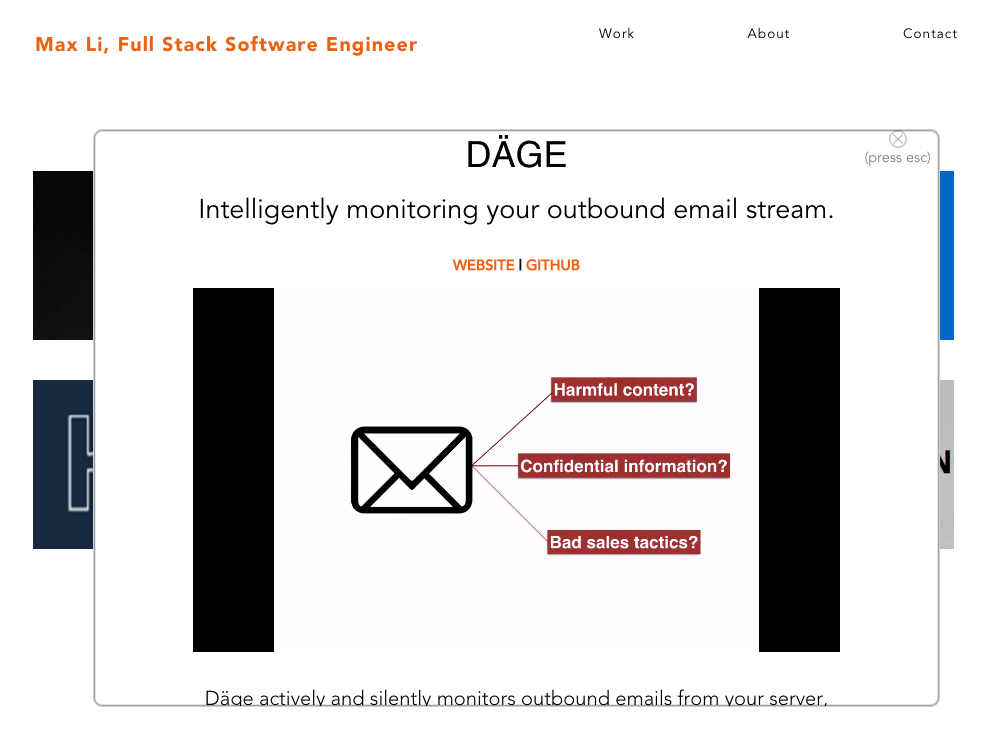 Max Li, Full Stack Software Engineer
Work
About
Contact
DÄGE
(press esc)
Intelligently monitoring your outbound email stream.
WEBSITE | GITHUB
Harmful content?
Confidential information?
Bad sales tactics?
Däge actively and silently monitors outbound emails from your server,